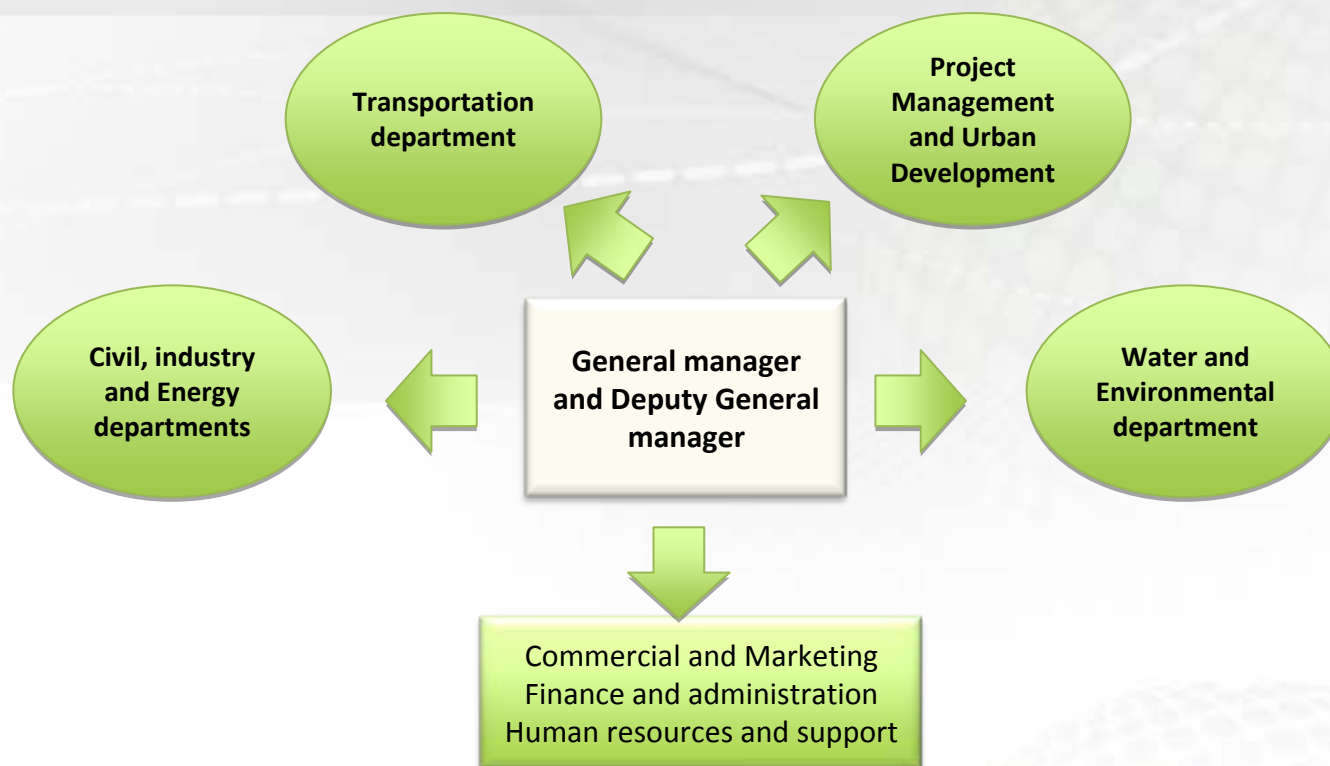 Transportation
department
Project
Management
and Urban
Development
Civil, industry
and Energy
departments
General manager
and Deputy General
manager
Water and
Environmental
department
Commercial and Marketing
Finance and administration
Human resources and support